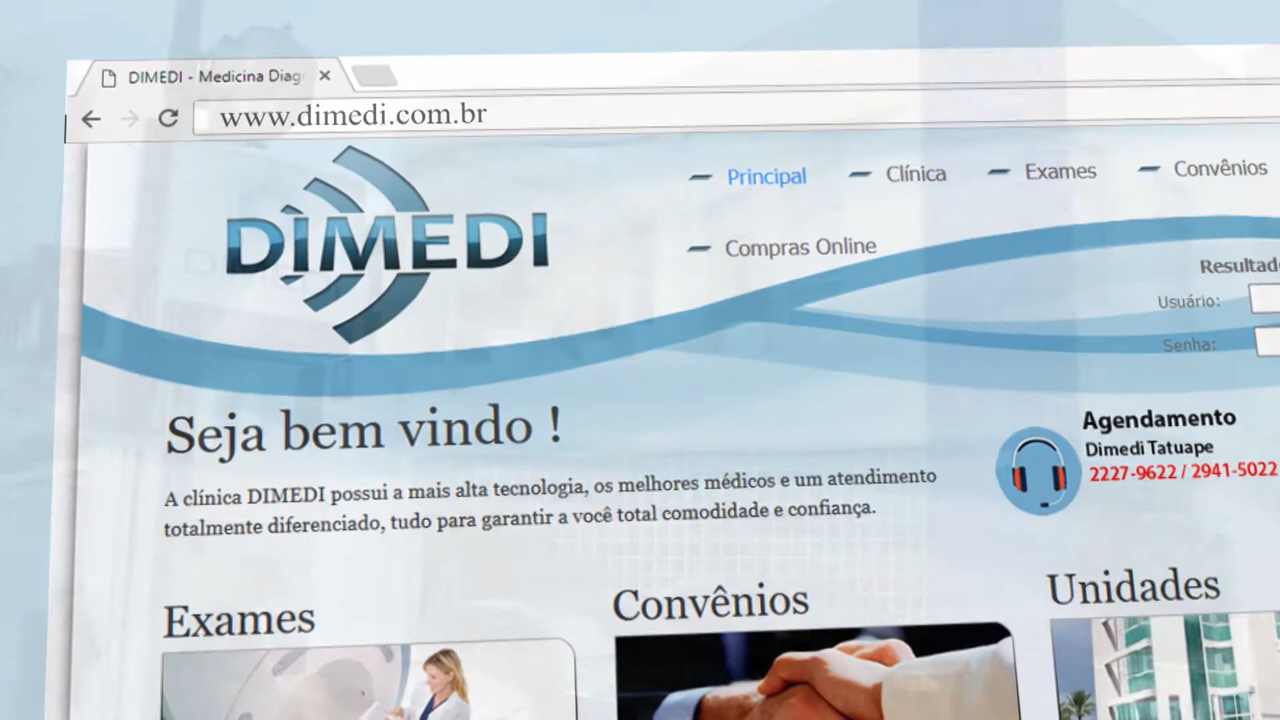 DIMEDI - Medicina Diag
www.dimedi.com.br
DIMEDI
Principal
Clínica
Exames
Convênios
Compras Online
Usuário:
Senha:
Seja bem vindo !
A clínica DIMEDI possui a mais alta tecnologia, os melhores médicos e um atendimento
totalmente diferenciado, tudo para garantir a você total comodidade e confiança.
Agendamento
Dimedi Tatuape
2227-9622 / 2941-5022
Exames
Convênios
Unidades